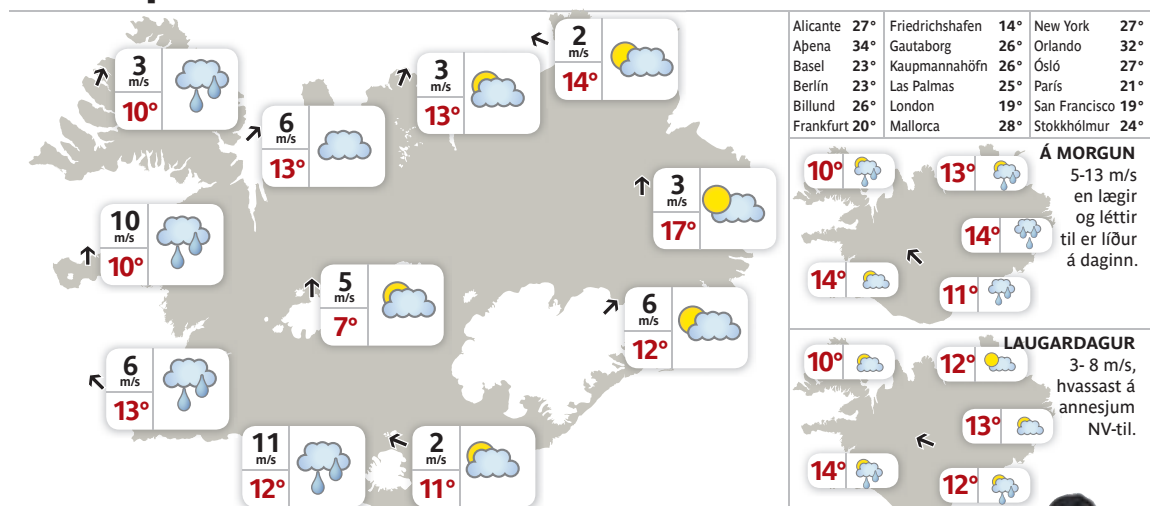 2
m/s
14°
3
m/s
10°
3
m/s
13°
6
m/s
13°
3
m/s
17°
10
m/s
10°
5
m/s
7°
6
m/s
12°
6
m/s
13°
11
m/s
12°
2
m/s
11°
Alicante 27° Friedrichshafen 14° New York 27°
Aþena 34° Gautaborg 26° Orlando 32°
Basel 23° Kaupmannahöfn 26° Ósló 27°
Berlín 23° Las Palmas 25° París 21°
Billund 26° London 19° San Francisco 19°
Frankfurt 20° Mallorca 28° Stokkhólmur 24°
Á MORGUN
5-13 m/s
en lægir
og léttir
til er líður
á daginn.
10°
13°
14°
14°
11°
LAUGARDAGUR
3- 8 m/s,
hvassast á
annesjum
NV-til.
10°
12°
13°
14°
12°